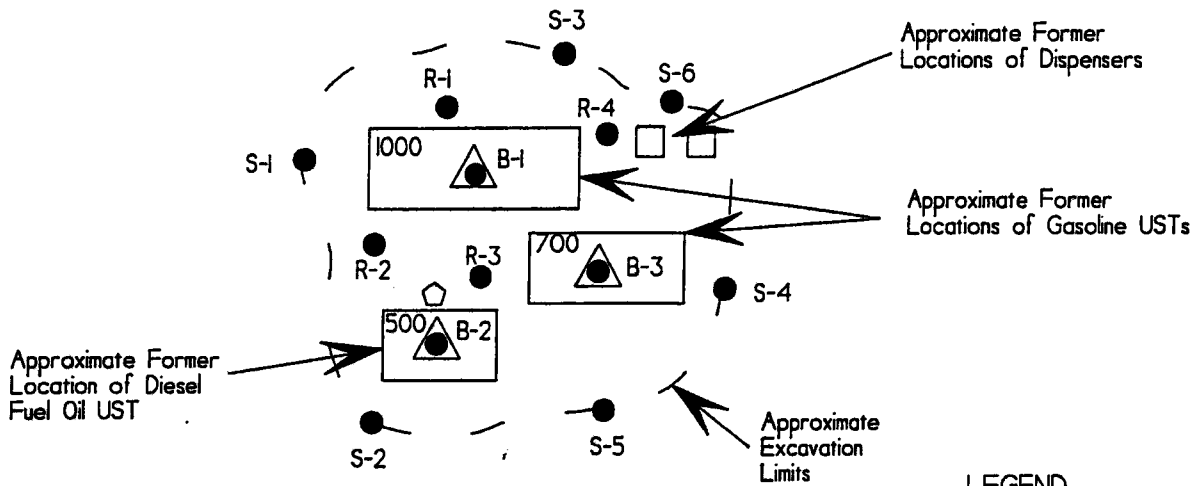 S-3
Approximate Former
Locations of Dispensers
S-6
R-1
R-4
1000
B-1
S-1
Approximate Former
Locations of Gasoline USTs
700
R-2
R-3
B-3
S-4
500
B-2
Approximate Former
Location of Diesel
Fuel Oil UST
S-2
S-5
Approximate
Excavation
Limits
LEGEND